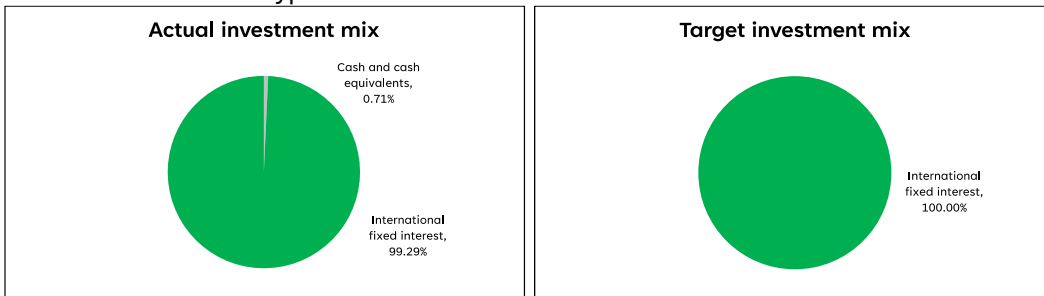 Actual investment mix
Cash and cash
equivalents,
0.71%
International
fixed interest,
99.29%
Target investment mix
International
fixed interest,
100.00%